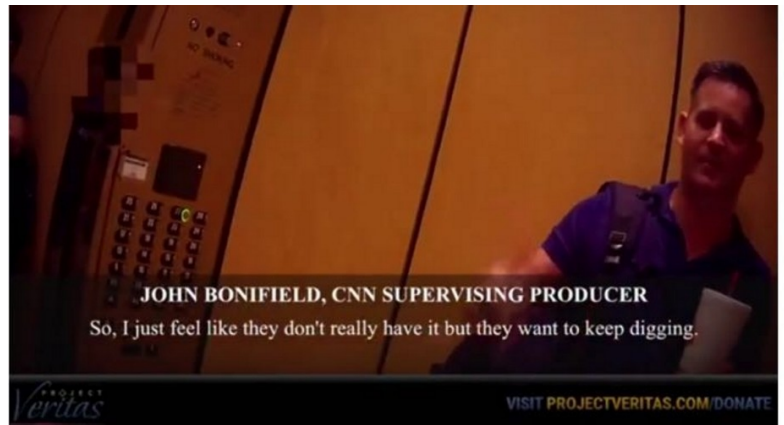 NO SMOKING
JOHN BONIFIELD, CNN SUPERVISING PRODUCER
So, I just feel like they don't really have it but they want to keep digging.
PROJECT
Veritas
VISIT PROJECTVERITAS.COM/DONATE